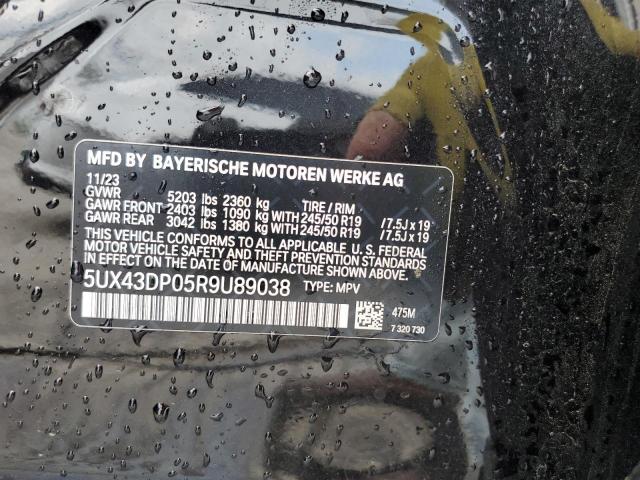 MFD BY BAYERISCHE MOTOREN WERKE AG
11/23
GVWR 5203 lbs 2360 kg TIRE / RIM
GAWR FRONT 2403 lbs 1090 kg WITH 245/50 R19 /7.5J x 19
GAWR REAR 3042 lbs 1380 kg WITH 245/50 R19 /7.5J x 19
THIS VEHICLE CONFORMS TO ALL APPLICABLE U. S. FEDERAL
MOTOR VEHICLE SAFETY AND THEFT PREVENTION STANDARDS
IN EFFECT ON THE DATE OF MANUFACTURE SHOWN ABOVE.
5UX43DP05R9U89038 TYPE: MPV
475M
7 320 730